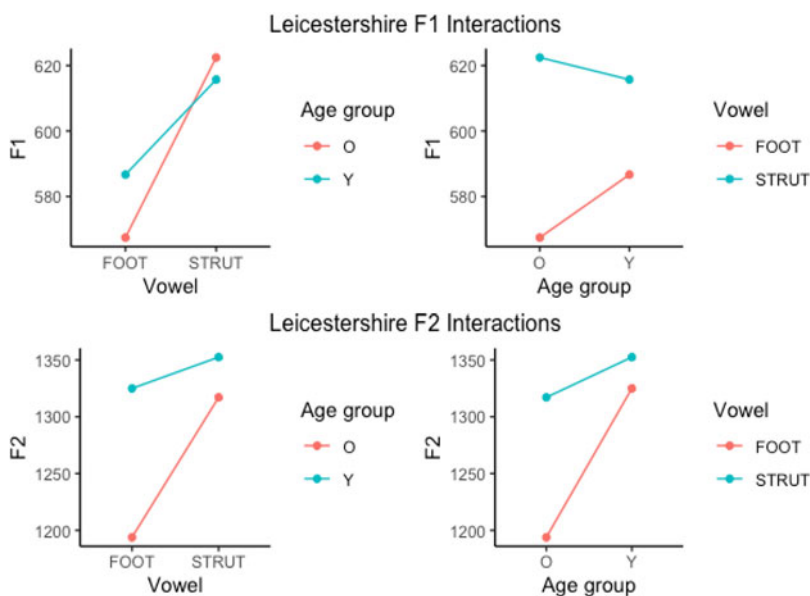 Leicestershire F1 Interactions
620
600
580
F1
FOOT STRUT
Vowel
Age group
O
Y
620
600
580
F1
O Y
Age group
Vowel
FOOT
STRUT
Leicestershire F2 Interactions
1350
1300
1250
1200
F2
FOOT STRUT
Vowel
Age group
O
Y
1350
1300
1250
1200
F2
O Y
Age group
Vowel
FOOT
STRUT